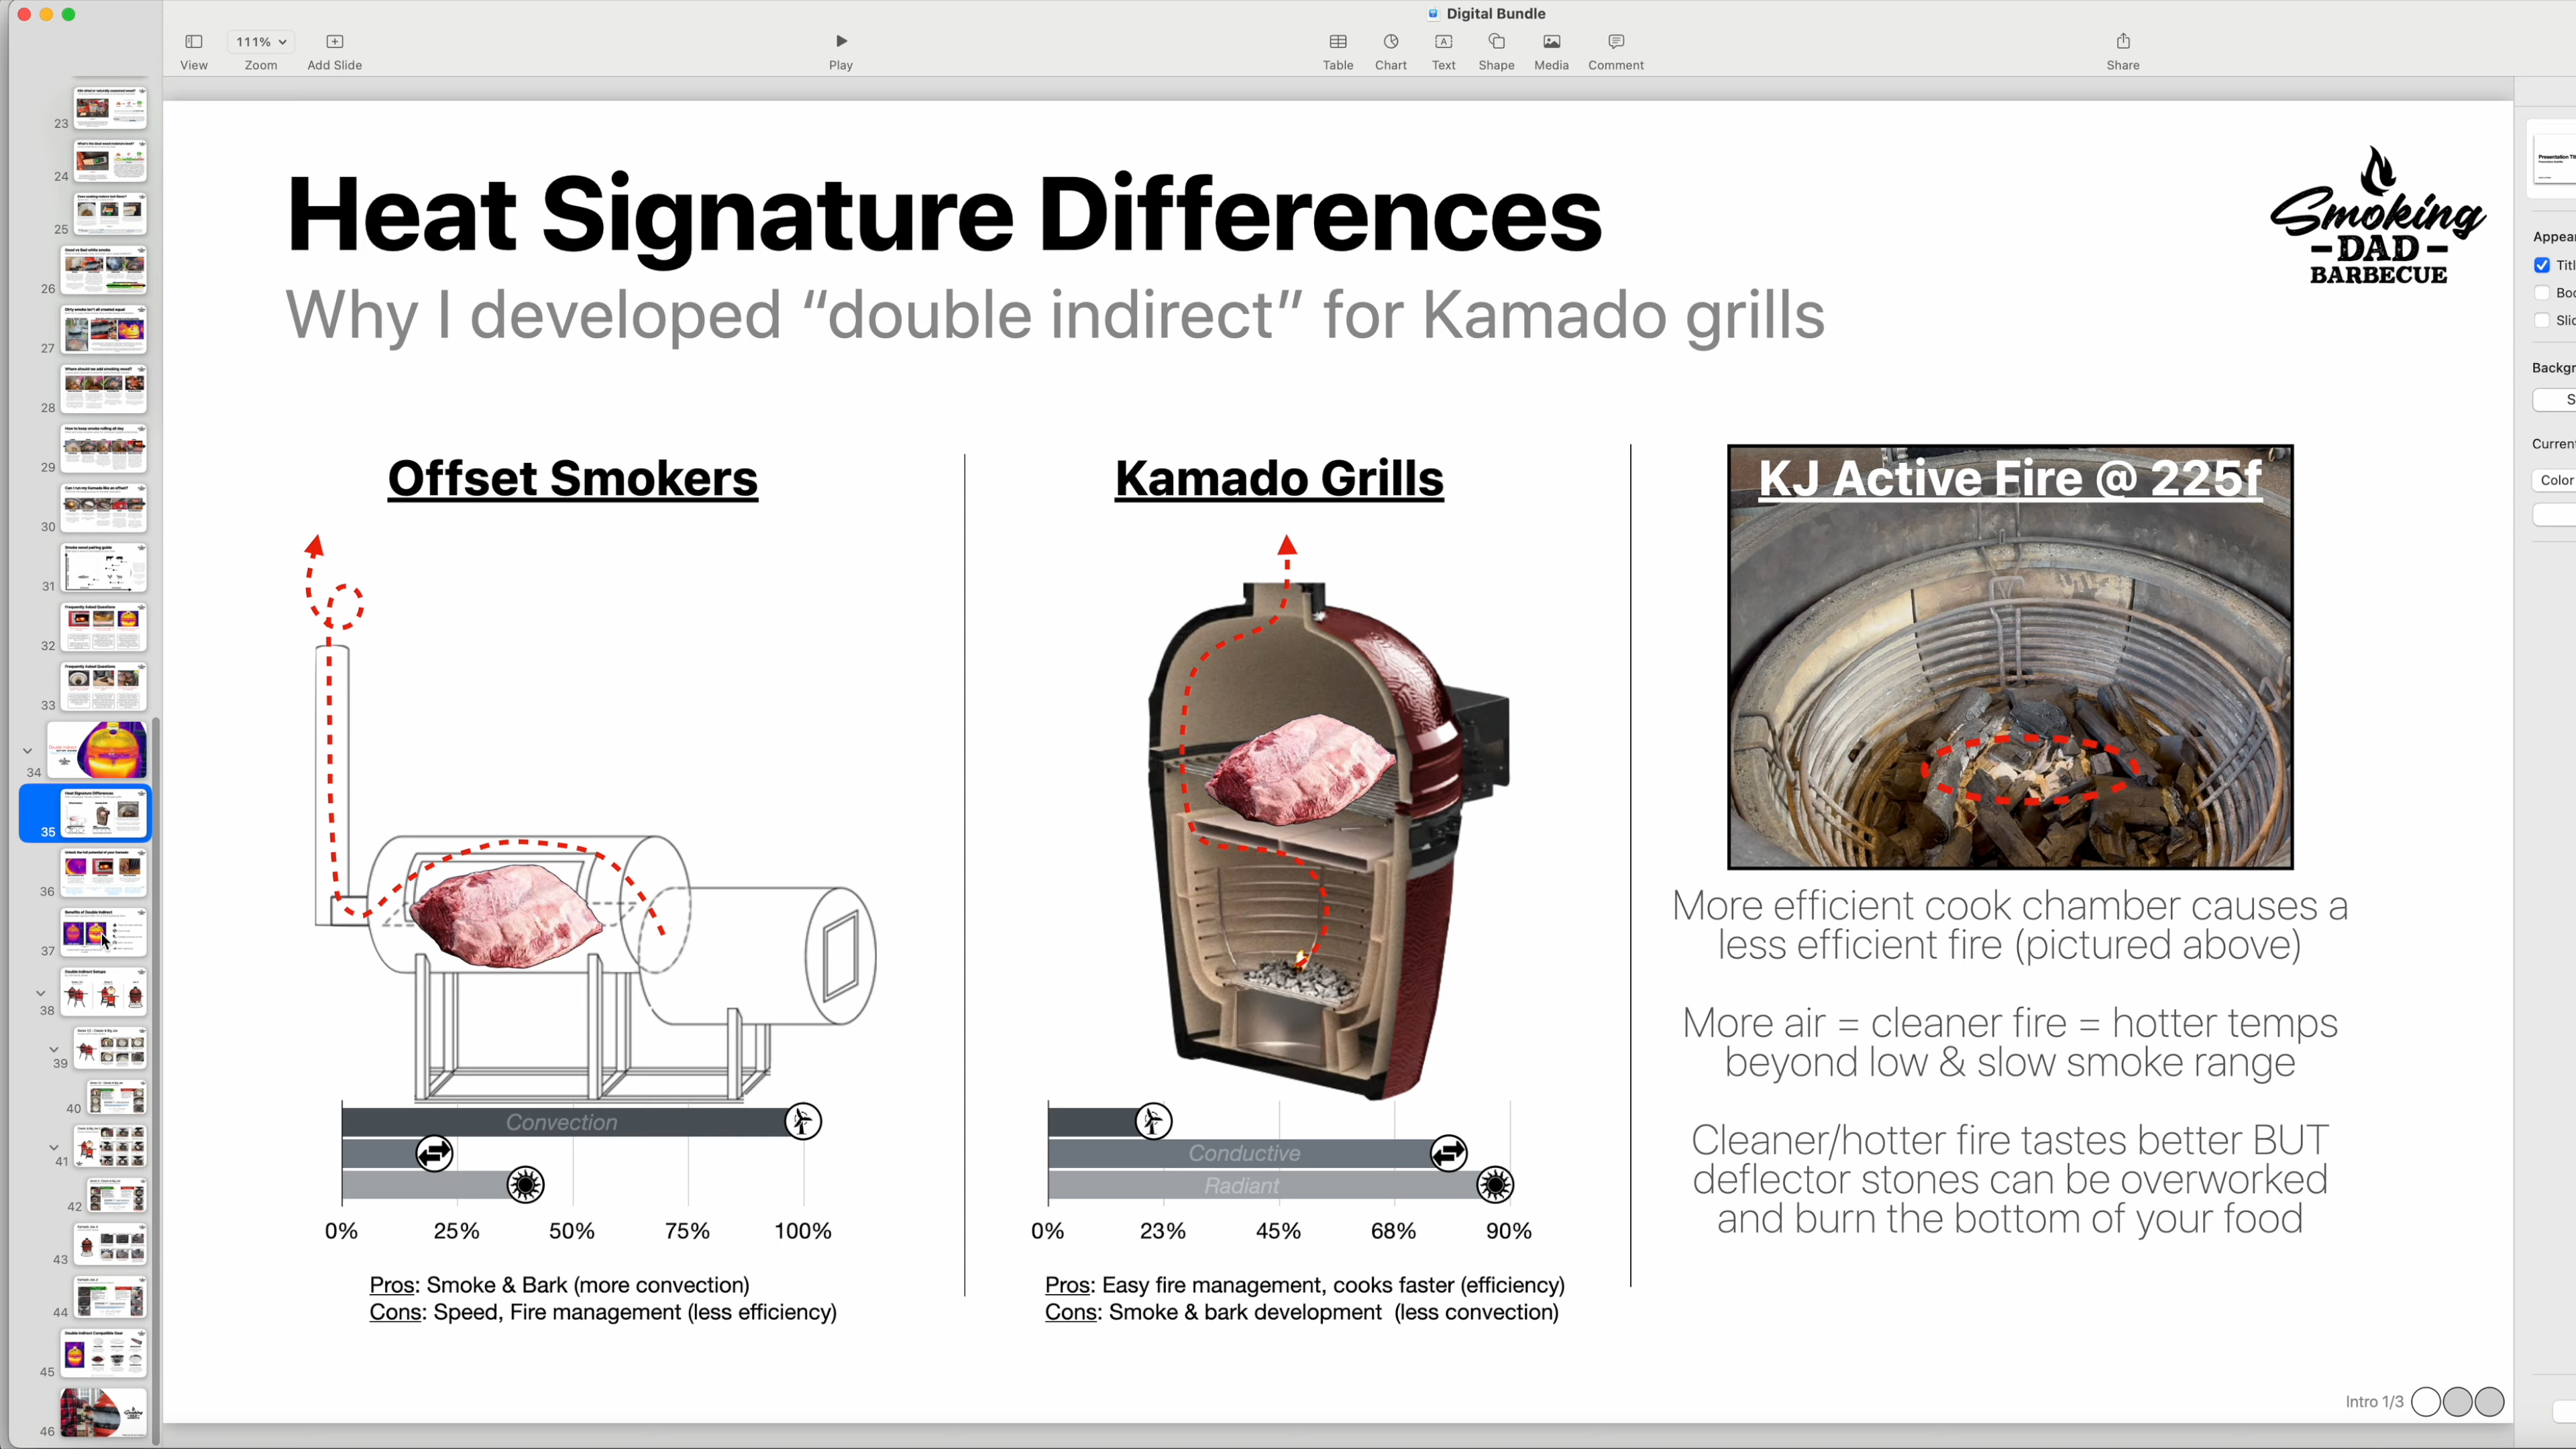 Digital Bundle
View
111%
Zoom
Add Slide
Play
Table
Chart
Text
Shape
Media
Comment
Share
23
24
25
26
27
28
29
30
31
32
33
34
35
36
37
38
39
40
41
42
43
44
45
46
Heat Signature Differences
Why I developed “double indirect” for Kamado grills
Smoking
DAD
BARBECUE
Offset Smokers
Convection
0% 25% 50% 75% 100%
Pros: Smoke & Bark (more convection)
Cons: Speed, Fire management (less efficiency)
Kamado Grills
Conductive
Radiant
0% 23% 45% 68% 90%
Pros: Easy fire management, cooks faster (efficiency)
Cons: Smoke & bark development (less convection)
KJ Active Fire @ 225f
More efficient cook chamber causes a
less efficient fire (pictured above)
More air = cleaner fire = hotter temps
beyond low & slow smoke range
Cleaner/hotter fire tastes better BUT
deflector stones can be overworked
and burn the bottom of your food
Intro 1/3
Color